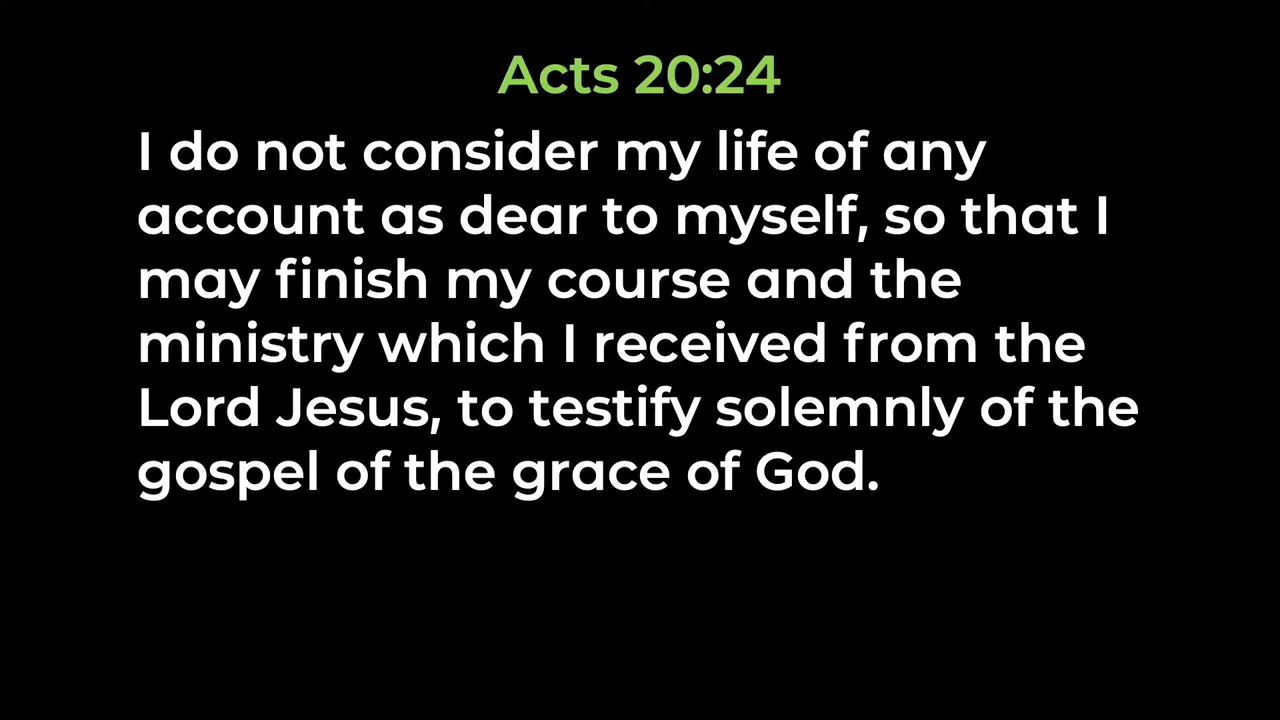 Acts 20:24
I do not consider my life of any
account as dear to myself, so that I
may finish my course and the
ministry which I received from the
Lord Jesus, to testify solemnly of the
gospel of the grace of God.